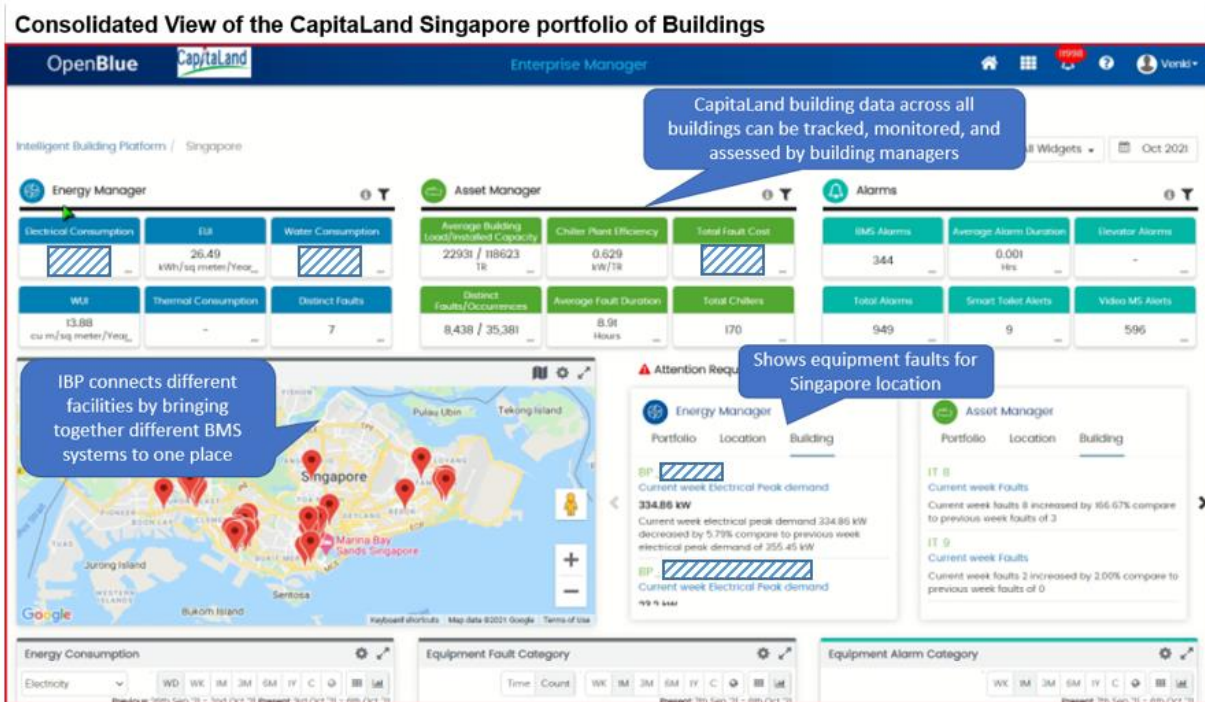 Consolidated View of the CapitaLand Singapore portfolio of Buildings
OpenBlue
CapitaLand
Enterprise Manager
11998
Venki
CapitaLand building data across all
buildings can be tracked, monitored, and
assessed by building managers
Intelligent Building Platform / Singapore
All Widgets
Oct 2021
Energy Manager
Asset Manager
Alarms
Electrical Consumption
EUI
Water Consumption
Average Building
Load/Installed Capacity
Chiller Plant Efficiency
Total Fault Cost
BMS Alarms
Average Alarm Duration
Elevator Alarms
26.49
kWh/sq meter/Year
22931 / 118623
TR
0.629
kW/TR
344
0.001
Hrs
-
WUI
Thermal Consumption
Distinct Faults
Distinct
Faults/Occurrences
Average Fault Duration
Total Chillers
Total Alarms
Smart Toilet Alerts
Video MS Alerts
13.88
cu m/sq meter/Year
-
7
8,438 / 35,381
8.91
Hours
170
949
9
596
IBP connects different
facilities by bringing
together different BMS
systems to one place
Pulau Ubin
Tekong Island
Singapore
Marina Bay
Sands Singapore
Jurong Island
Sentosa
Bukom Island
Google
Keyboard shortcuts
Map data ©2021 Google
Terms of Use
Attention Requ
Shows equipment faults for
Singapore location
Energy Manager
Portfolio Location Building
BP
Current week Electrical Peak demand
334.86 kW
Current week electrical peak demand 334.86 kW
decreased by 5.79% compare to previous week
electrical peak demand of 355.45 kW
BP
Current week Electrical Peak demand
Asset Manager
Portfolio Location Building
IT 8
Current week Faults
Current week faults 8 increased by 166.67% compare
to previous week faults of 3
IT 9
Current week Faults
Current week faults 2 increased by 200% compare to
previous week faults of 0
Energy Consumption
Electricity
WD WK 1M 3M 6M 1Y C
Equipment Fault Category
Time Count
WK 1M 3M 6M 1Y C
Equipment Alarm Category
WK 1M 3M 6M 1Y C